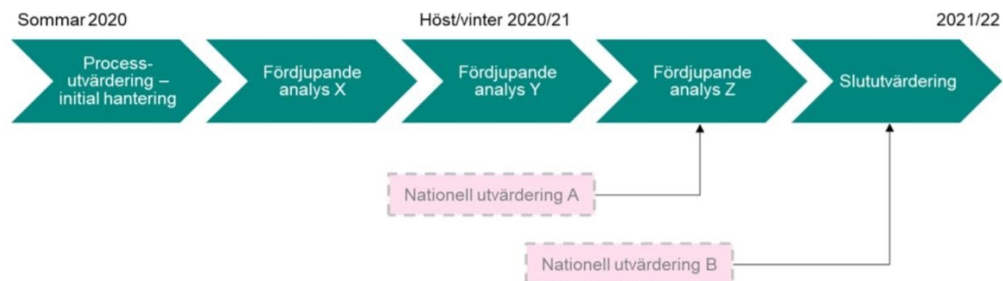 Sommar 2020
Höst/vinter 2020/21
2021/22
Process-
utvärdering –
initial hantering
Fördjupande
analys X
Fördjupande
analys Y
Fördjupande
analys Z
Slututvärdering
Nationell utvärdering A
Nationell utvärdering B